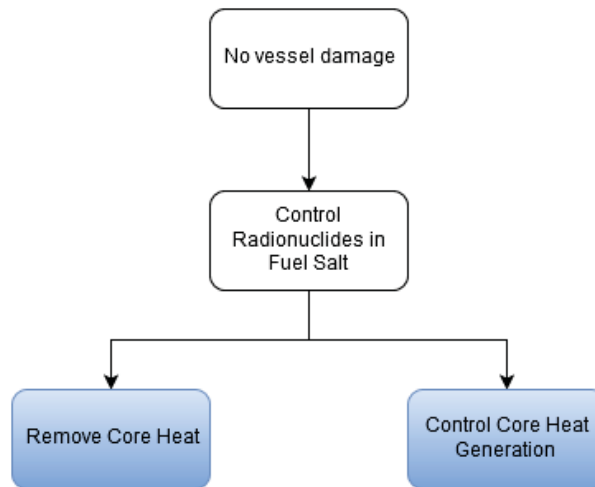 No vessel damage
Control
Radionuclides in
Fuel Salt
Remove Core Heat
Control Core Heat
Generation